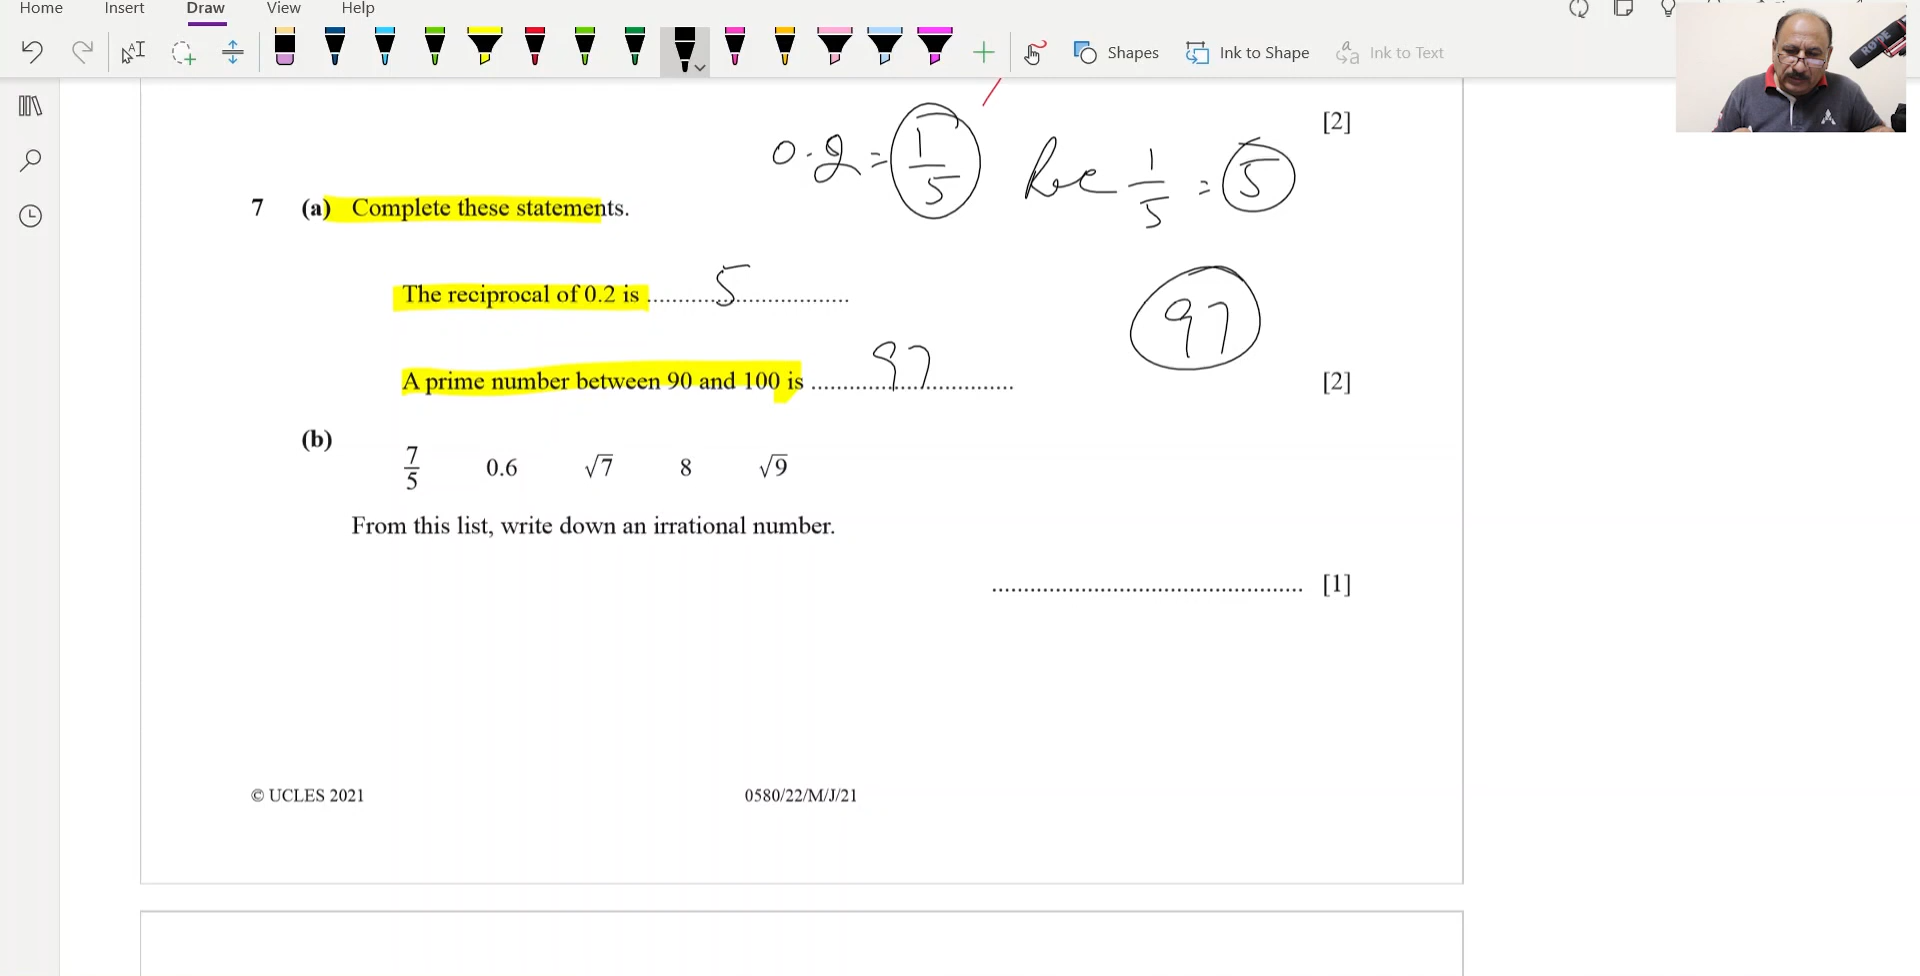 Home Insert Draw View Help
Shapes Ink to Shape Ink to Text
RØDE
[2]
0.2 = 1/5 Rec 1/5 = 5
7 (a) Complete these statements.
The reciprocal of 0.2 is ........ 5 ........
97
A prime number between 90 and 100 is ........ 97 ........ [2]
(b)
7/5 0.6 √7 8 √9
From this list, write down an irrational number.
................................................ [1]
© UCLES 2021 0580/22/M/J/21